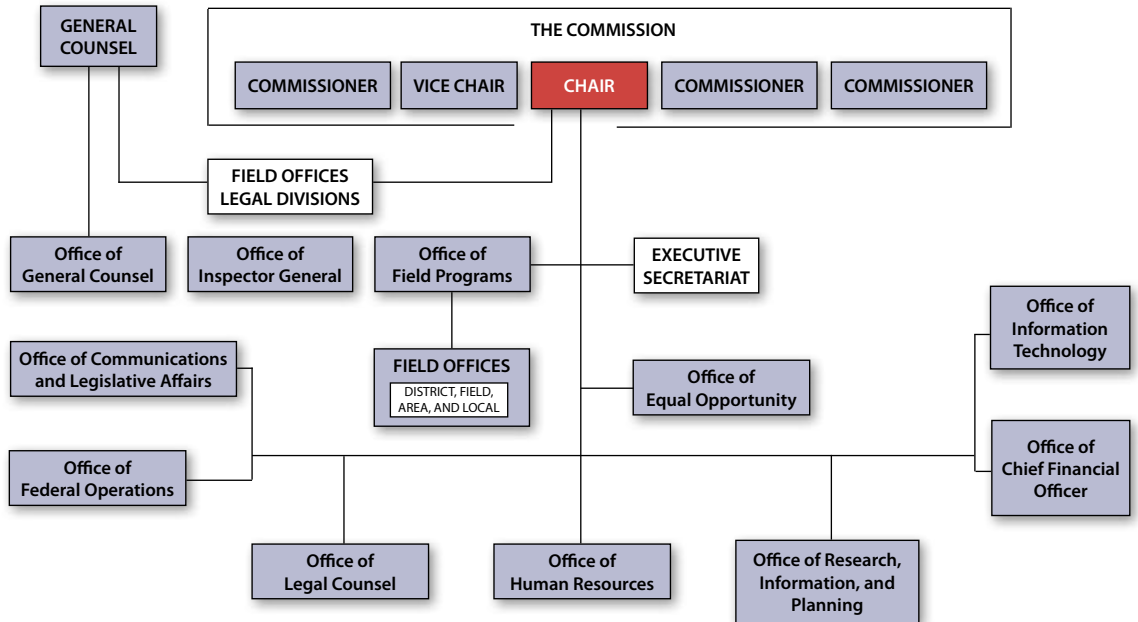 GENERAL
COUNSEL
THE COMMISSION
COMMISSIONER
VICE CHAIR
CHAIR
COMMISSIONER
COMMISSIONER
FIELD OFFICES
LEGAL DIVISIONS
Office of
General Counsel
Office of
Inspector General
Office of
Field Programs
EXECUTIVE
SECRETARIAT
Office of
Information
Technology
Office of Communications
and Legislative Affairs
FIELD OFFICES
DISTRICT, FIELD,
AREA, AND LOCAL
Office of
Equal Opportunity
Office of
Federal Operations
Office of
Chief Financial
Officer
Office of
Legal Counsel
Office of
Human Resources
Office of Research,
Information, and
Planning